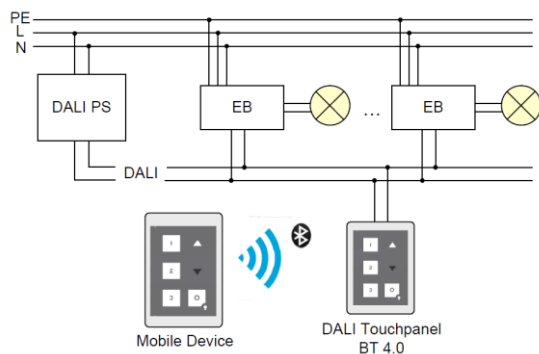 PE
L
N
DALI PS
EB
...
EB
DALI
1
2
3
1
2
3
Mobile Device
DALI Touchpanel
BT 4.0